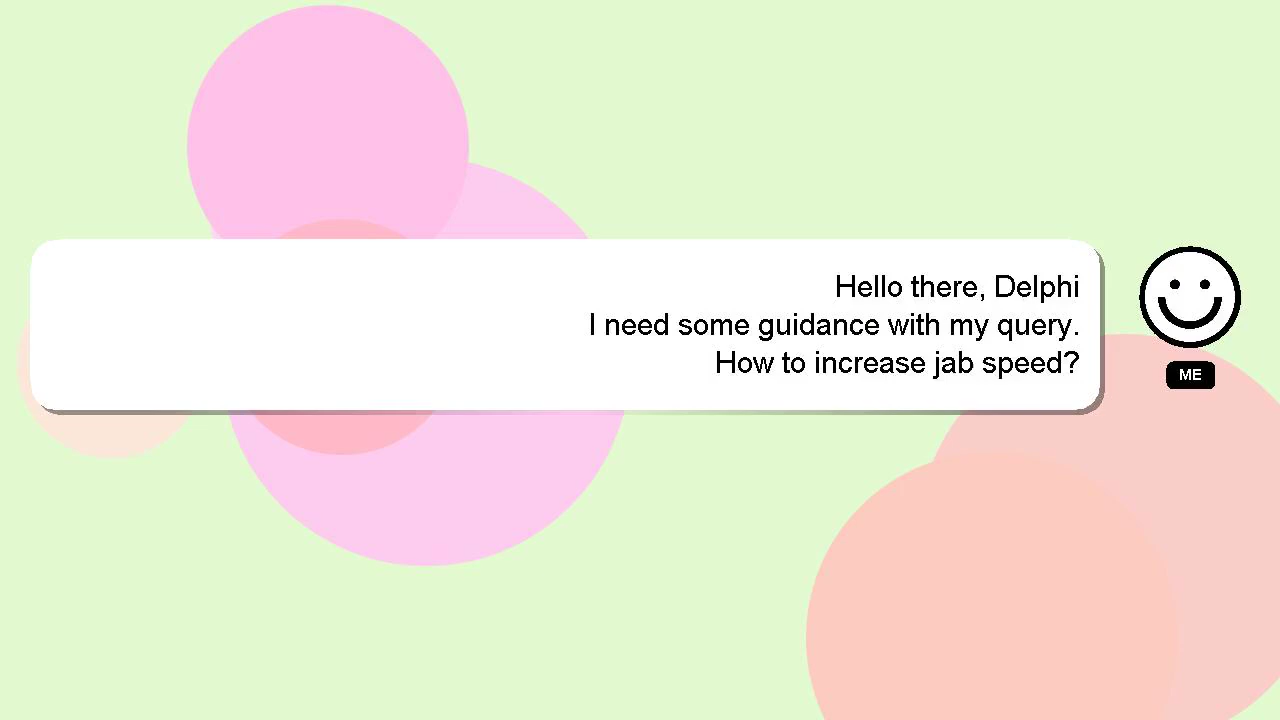 Hello there, Delphi
I need some guidance with my query.
How to increase jab speed?
ME